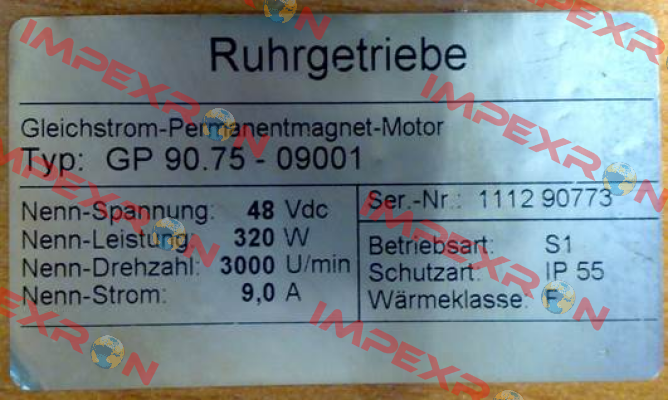 Ruhrgetriebe
Gleichstrom-Permanentmagnet-Motor
Typ: GP 90.75 - 09001
Nenn-Spannung: 48 Vdc
Nenn-Leistung: 320 W
Nenn-Drehzahl: 3000 U/min
Nenn-Strom: 9,0 A
Ser.-Nr.: 1112 90773
Betriebsart: S1
Schutzart: IP 55
Wärmeklasse: F
IMPEXRON
IMPEXRON
IMPEXRON
IMPEXRON